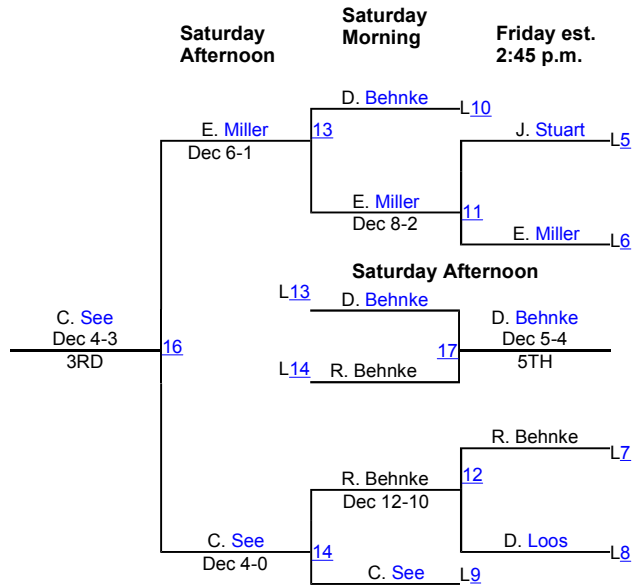 Saturday Afternoon
Saturday Morning
Friday est. 2:45 p.m.
D. Behnke
L10
E. Miller
13
J. Stuart
L5
Dec 6-1
E. Miller
11
Dec 8-2
E. Miller
L6
Saturday Afternoon
L13
D. Behnke
C. See
D. Behnke
Dec 4-3
Dec 5-4
16
17
3RD
5TH
L14
R. Behnke
R. Behnke
L7
R. Behnke
12
Dec 12-10
C. See
14
D. Loos
L8
Dec 4-0
C. See
L9